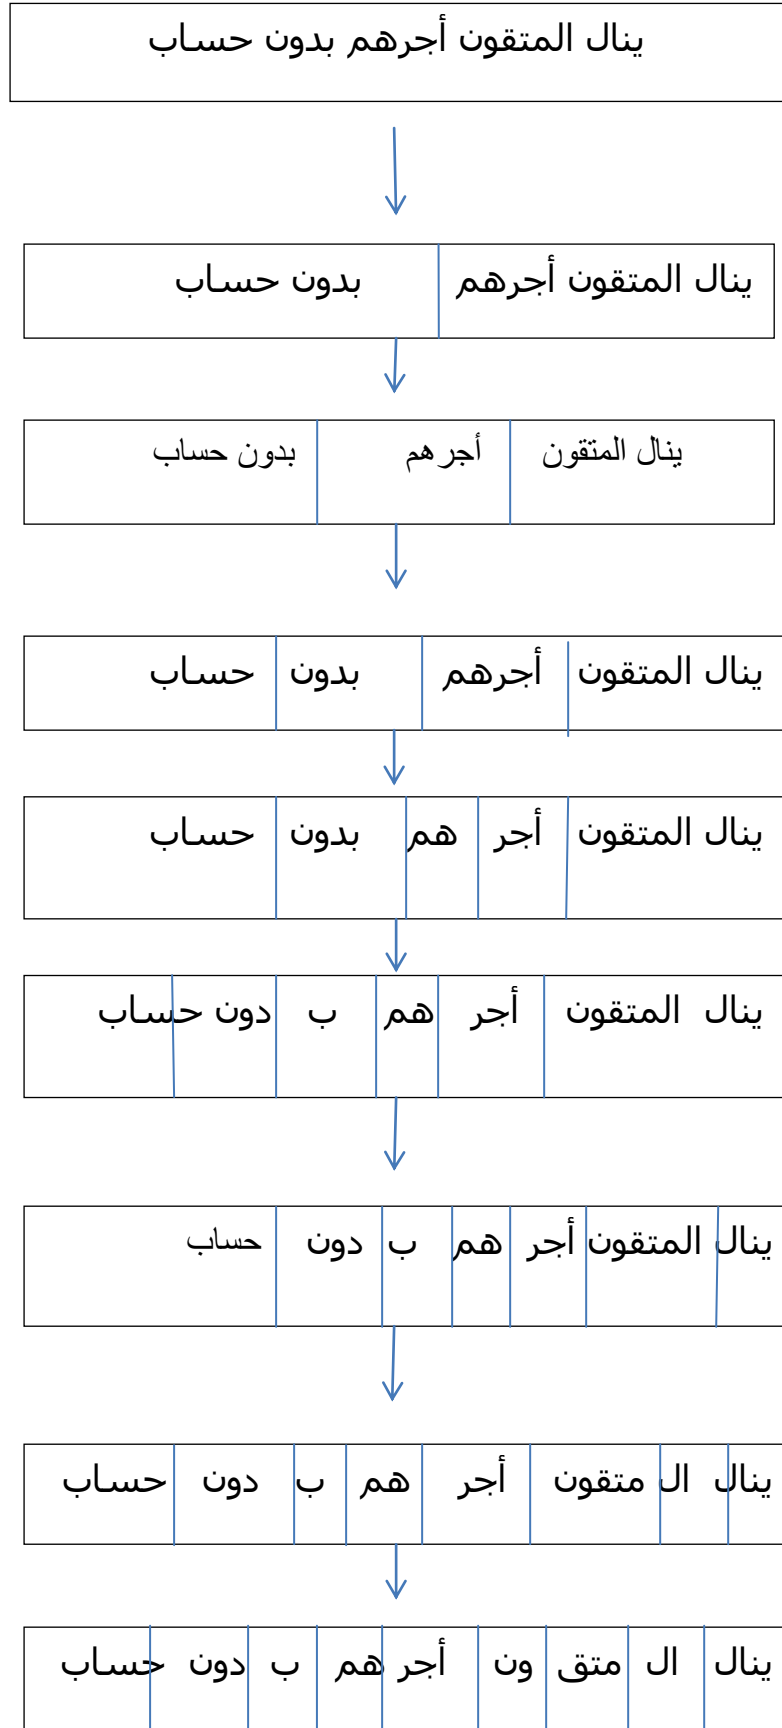 ينال المتقون أجرهم بدون حساب
ينال المتقون أجرهم بدون حساب
ينال المتقون أجرهم بدون حساب
ينال المتقون أجرهم بدون حساب
ينال المتقون أجر هم بدون حساب
ينال المتقون أجر هم ب دون حساب
ينال المتقون أجر هم ب دون حساب
ينال ال متقون أجر هم ب دون حساب
ينال ال متق ون أجر هم ب دون حساب